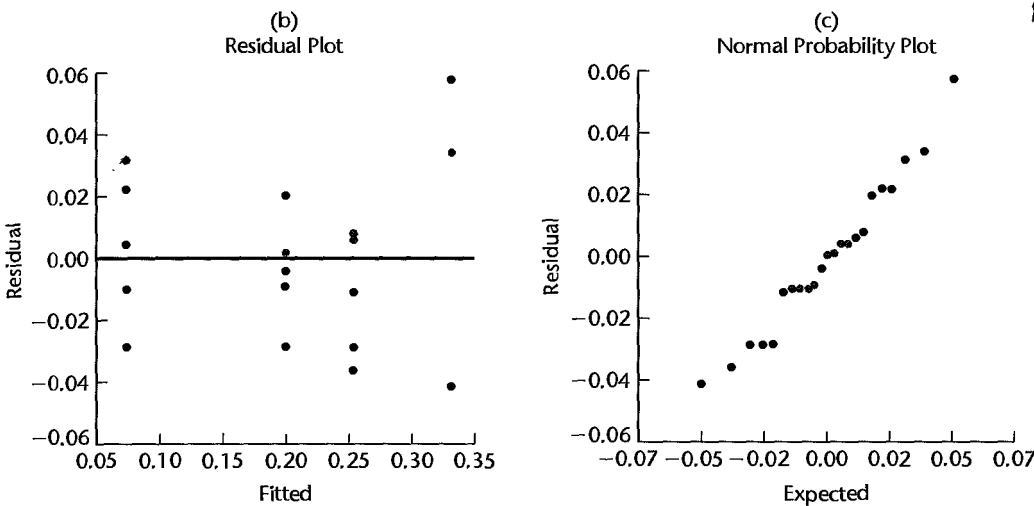 (b)
Residual Plot
0.06
0.04
0.02
0.00
−0.02
−0.04
−0.06
Residual
0.05 0.10 0.15 0.20 0.25 0.30 0.35
Fitted
(c)
Normal Probability Plot
0.06
0.04
0.02
0.00
−0.02
−0.04
−0.06
Residual
−0.07 −0.05 −0.02 0.00 0.02 0.05 0.07
Expected